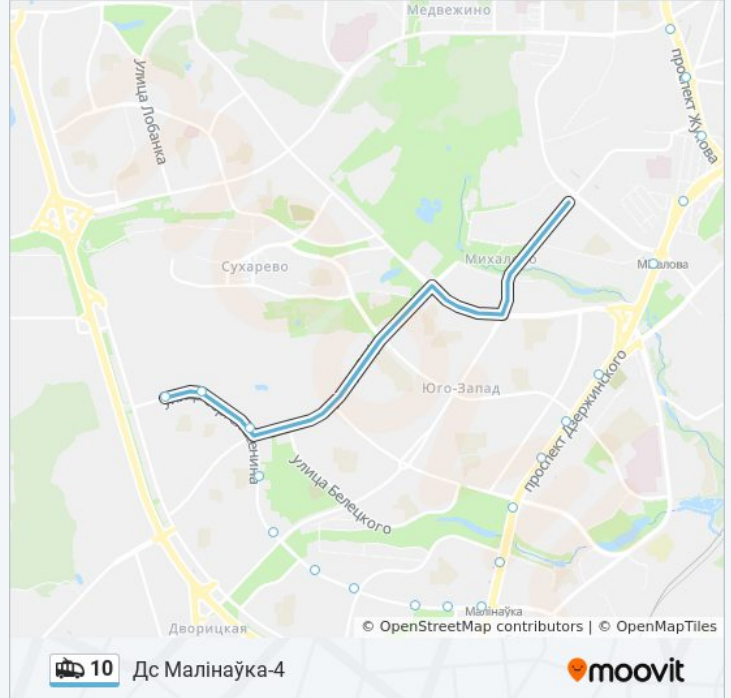 Медвежино
улица Лобанка
проспект Жукова
Сухарево
Михалово
Міхалова
Юго-Запад
проспект Дзержинского
улица Белецкого
Малінаўка
Дворицкая
© OpenStreetMap contributors | © OpenMapTiles
10 Дс Малінаўка-4
moovit